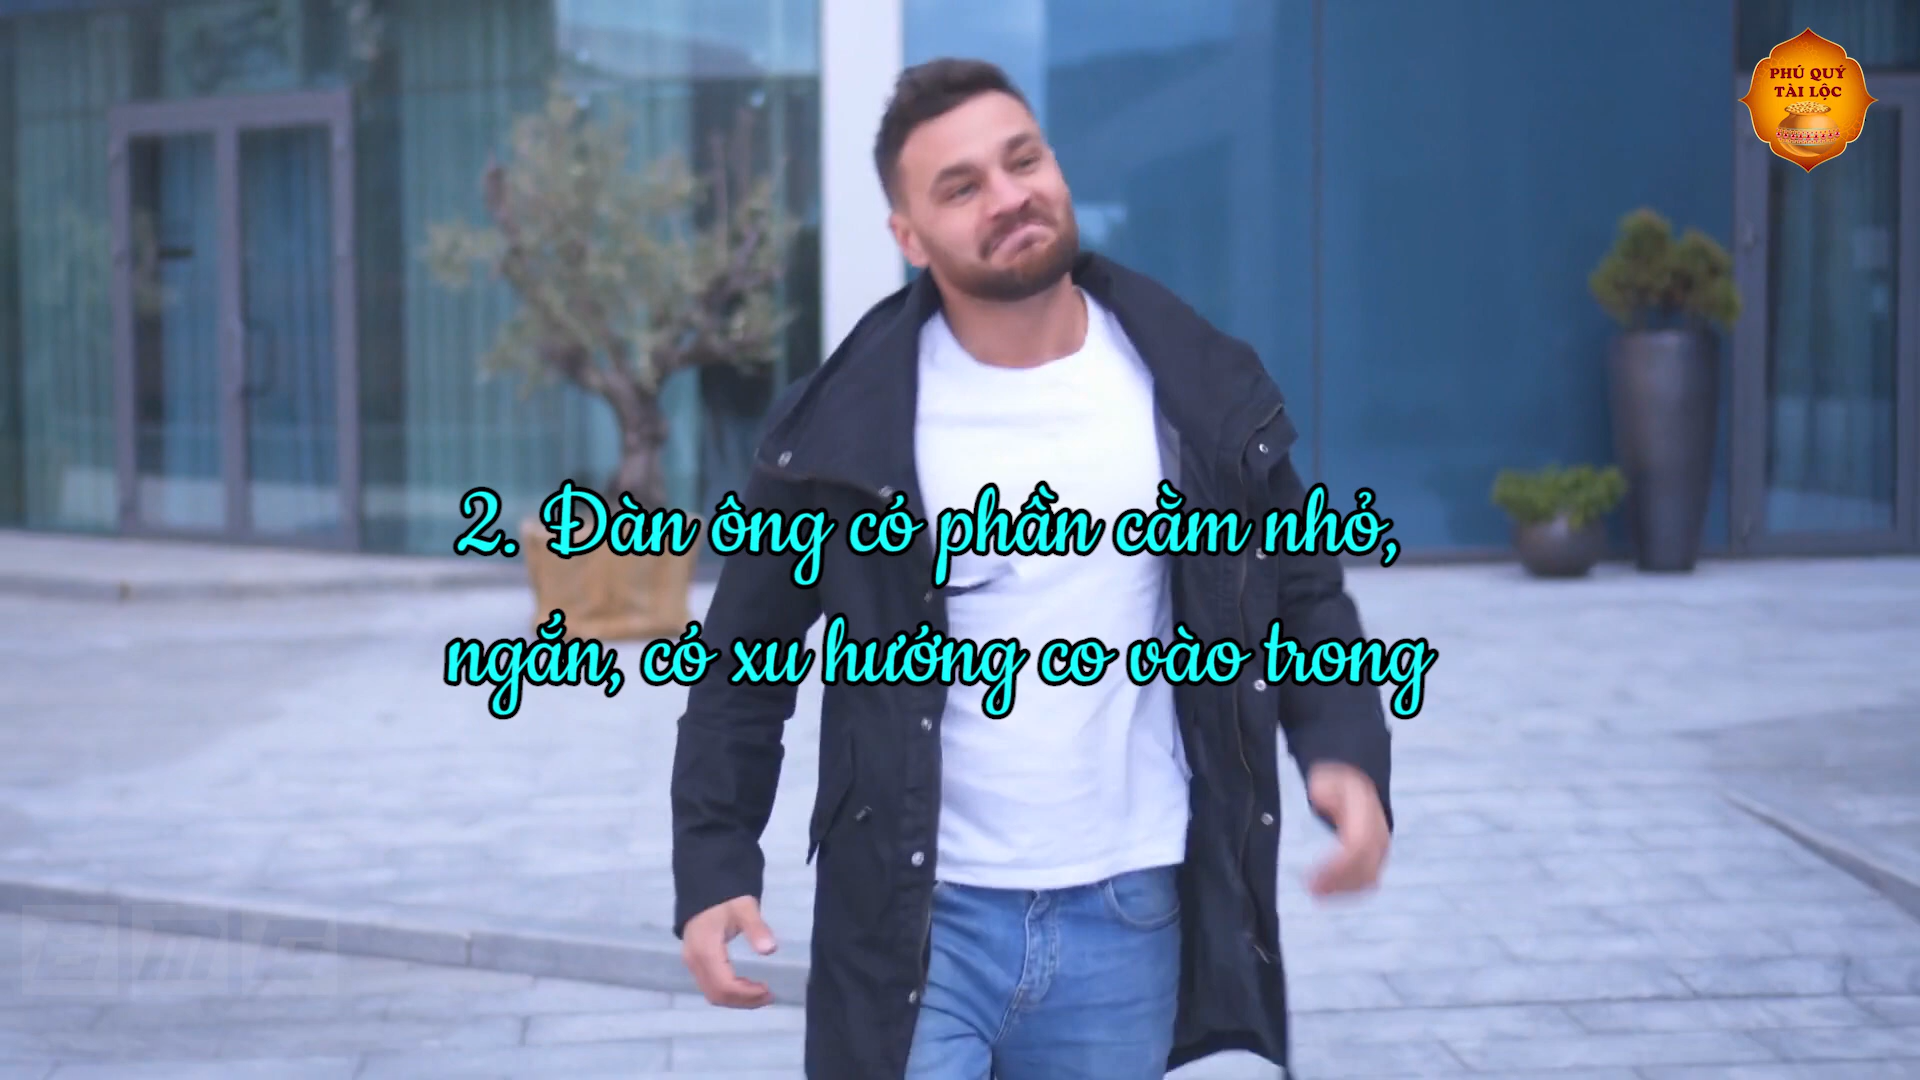 PHÚ QUÝ
TÀI LỘC
2. Đàn ông có phần cằm nhỏ,
ngắn, có xu hướng co vào trong